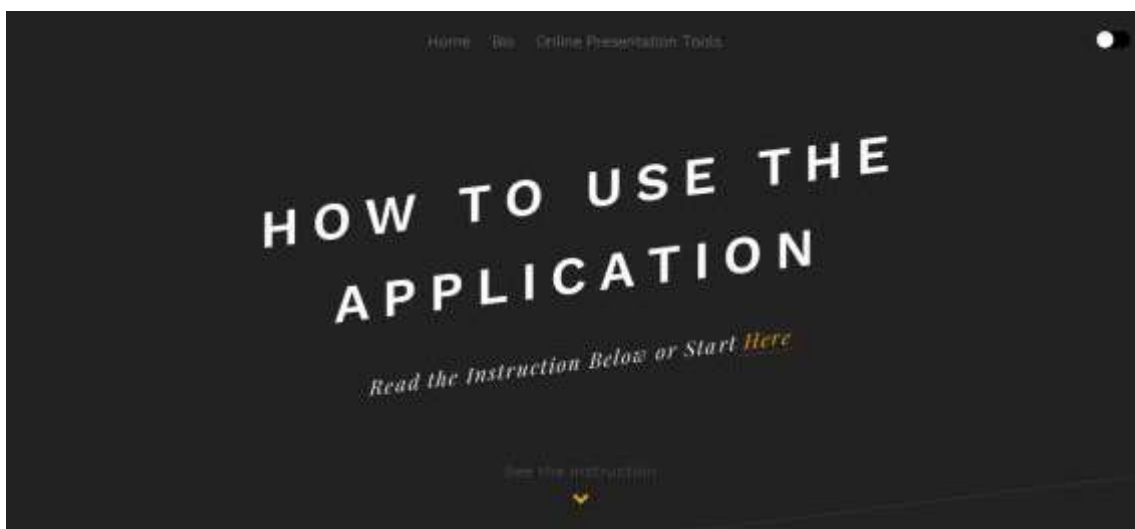 Home Bio Online Presentation Tools
HOW TO USE THE
APPLICATION
Read the Instruction Below or Start Here
See the instruction